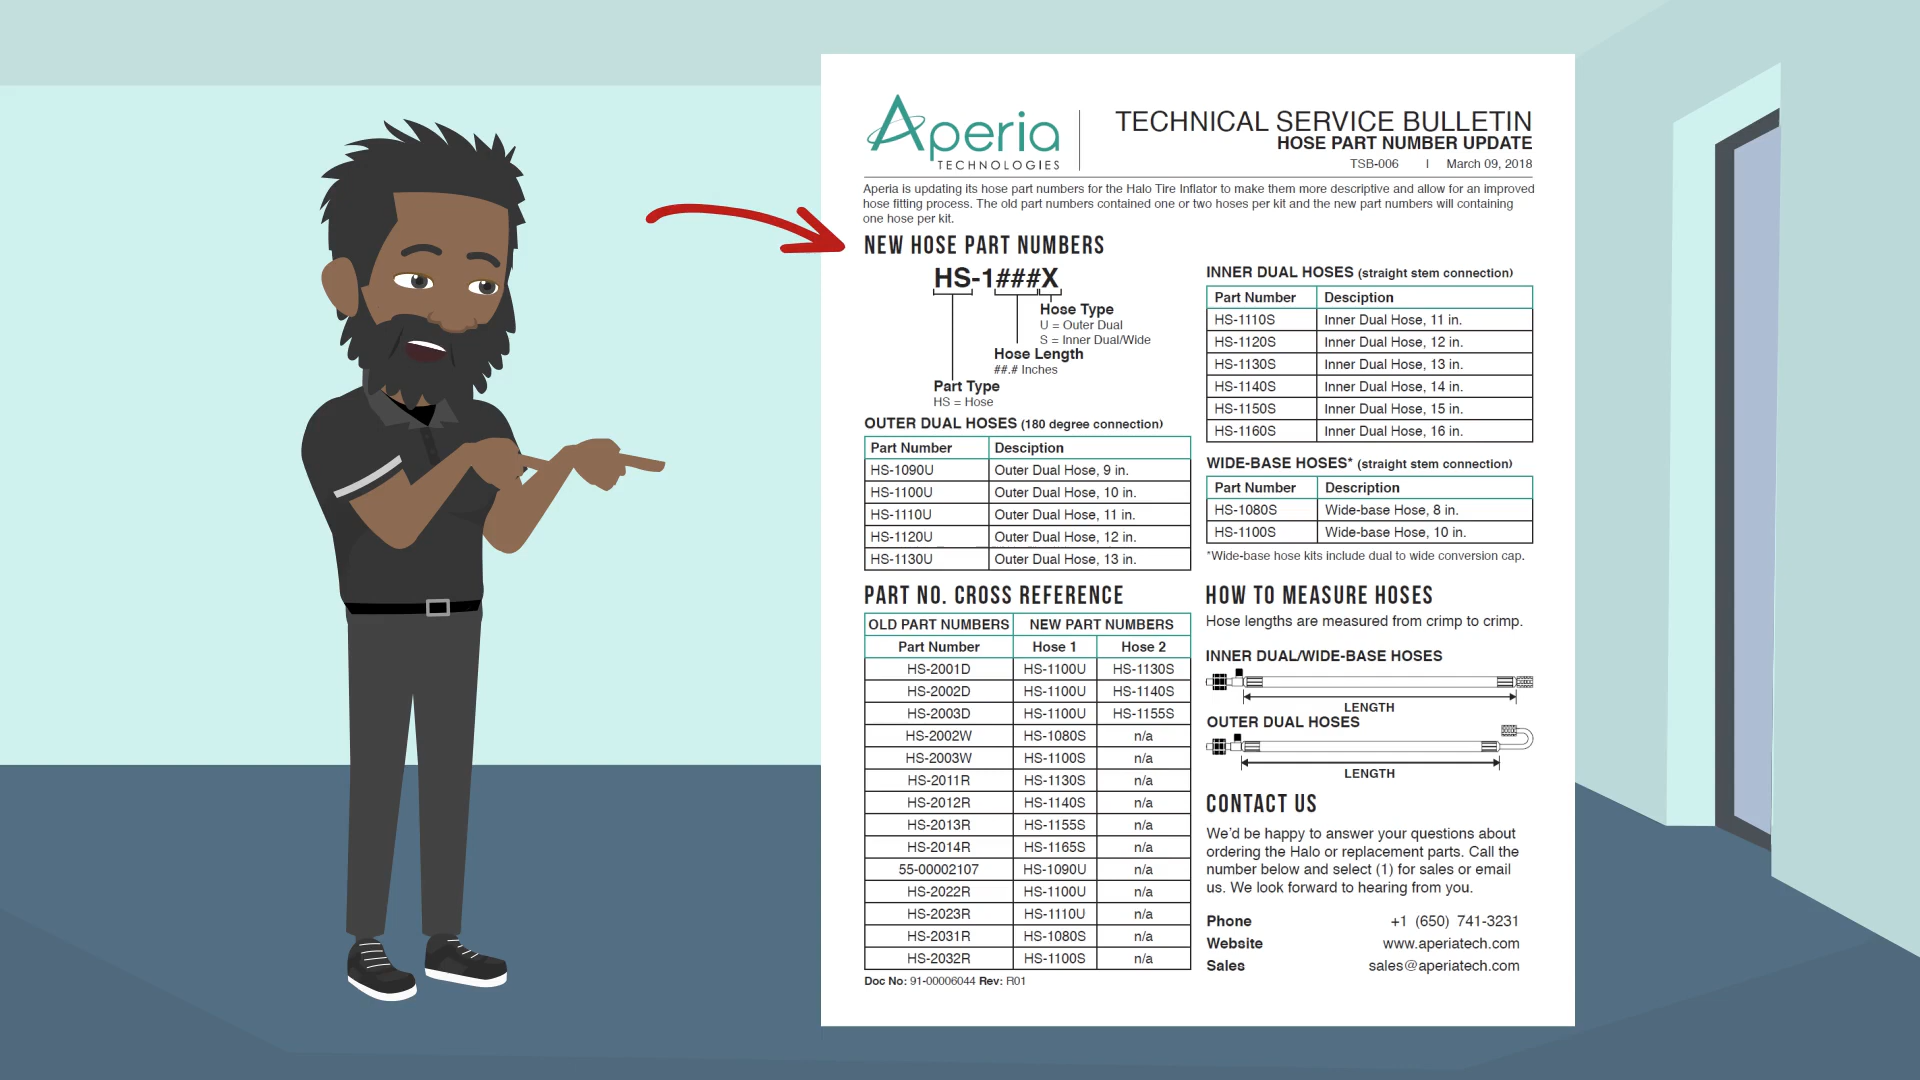 Aperia
TECHNOLOGIES
TECHNICAL SERVICE BULLETIN
HOSE PART NUMBER UPDATE
TSB-006 | March 09, 2018
Aperia is updating its hose part numbers for the Halo Tire Inflator to make them more descriptive and allow for an improved
hose fitting process. The old part numbers contained one or two hoses per kit and the new part numbers will containing
one hose per kit.
NEW HOSE PART NUMBERS
HS-1###X
Hose Type
U = Outer Dual
S = Inner Dual/Wide
Hose Length
##.# Inches
Part Type
HS = Hose
OUTER DUAL HOSES (180 degree connection)
Part Number Desciption
HS-1090U Outer Dual Hose, 9 in.
HS-1100U Outer Dual Hose, 10 in.
HS-1110U Outer Dual Hose, 11 in.
HS-1120U Outer Dual Hose, 12 in.
HS-1130U Outer Dual Hose, 13 in.
INNER DUAL HOSES (straight stem connection)
Part Number Desciption
HS-1110S Inner Dual Hose, 11 in.
HS-1120S Inner Dual Hose, 12 in.
HS-1130S Inner Dual Hose, 13 in.
HS-1140S Inner Dual Hose, 14 in.
HS-1150S Inner Dual Hose, 15 in.
HS-1160S Inner Dual Hose, 16 in.
WIDE-BASE HOSES* (straight stem connection)
Part Number Description
HS-1080S Wide-base Hose, 8 in.
HS-1100S Wide-base Hose, 10 in.
*Wide-base hose kits include dual to wide conversion cap.
PART NO. CROSS REFERENCE
OLD PART NUMBERS NEW PART NUMBERS
Part Number Hose 1 Hose 2
HS-2001D HS-1100U HS-1130S
HS-2002D HS-1100U HS-1140S
HS-2003D HS-1100U HS-1155S
HS-2002W HS-1080S n/a
HS-2003W HS-1100S n/a
HS-2011R HS-1130S n/a
HS-2012R HS-1140S n/a
HS-2013R HS-1155S n/a
HS-2014R HS-1165S n/a
55-00002107 HS-1090U n/a
HS-2022R HS-1100U n/a
HS-2023R HS-1110U n/a
HS-2031R HS-1080S n/a
HS-2032R HS-1100S n/a
Doc No: 91-00006044 Rev: R01
HOW TO MEASURE HOSES
Hose lengths are measured from crimp to crimp.
INNER DUAL/WIDE-BASE HOSES
LENGTH
OUTER DUAL HOSES
LENGTH
CONTACT US
We'd be happy to answer your questions about
ordering the Halo or replacement parts. Call the
number below and select (1) for sales or email
us. We look forward to hearing from you.
Phone +1 (650) 741-3231
Website www.aperiatech.com
Sales sales@aperiatech.com